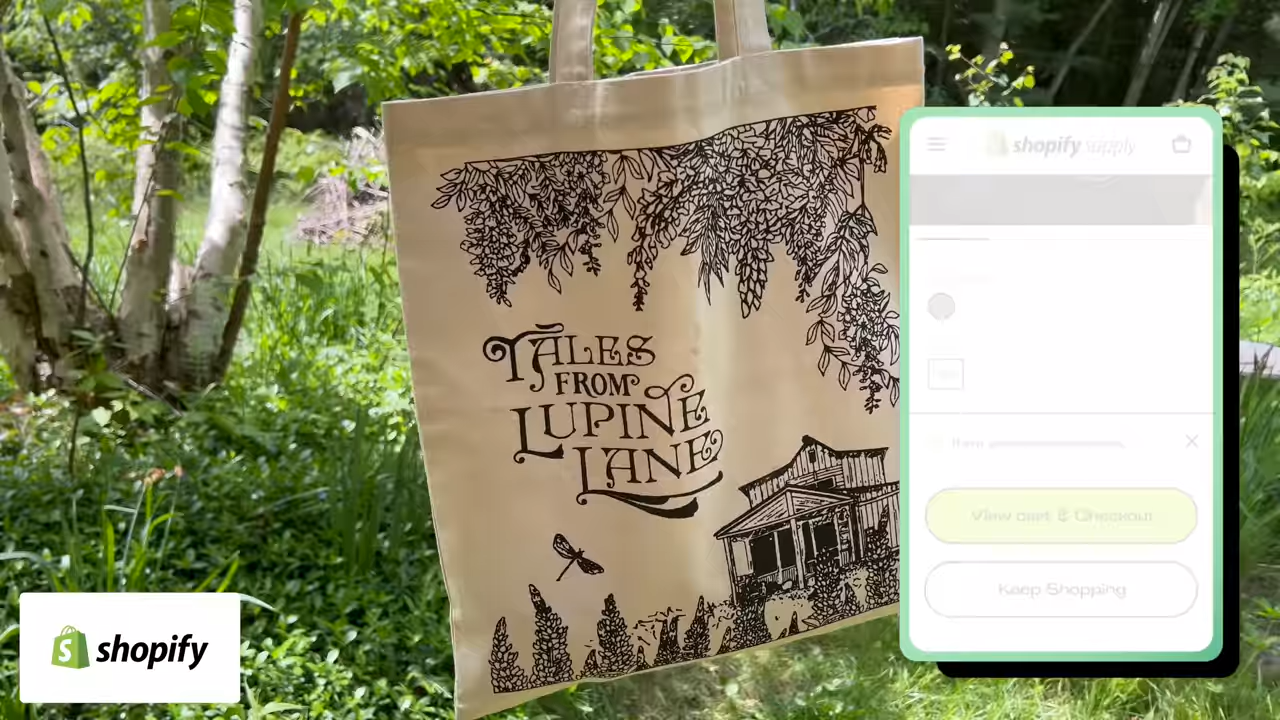 TALES
FROM
LUPINE
LANE
shopify supply
View cart & Checkout
Keep Shopping
shopify